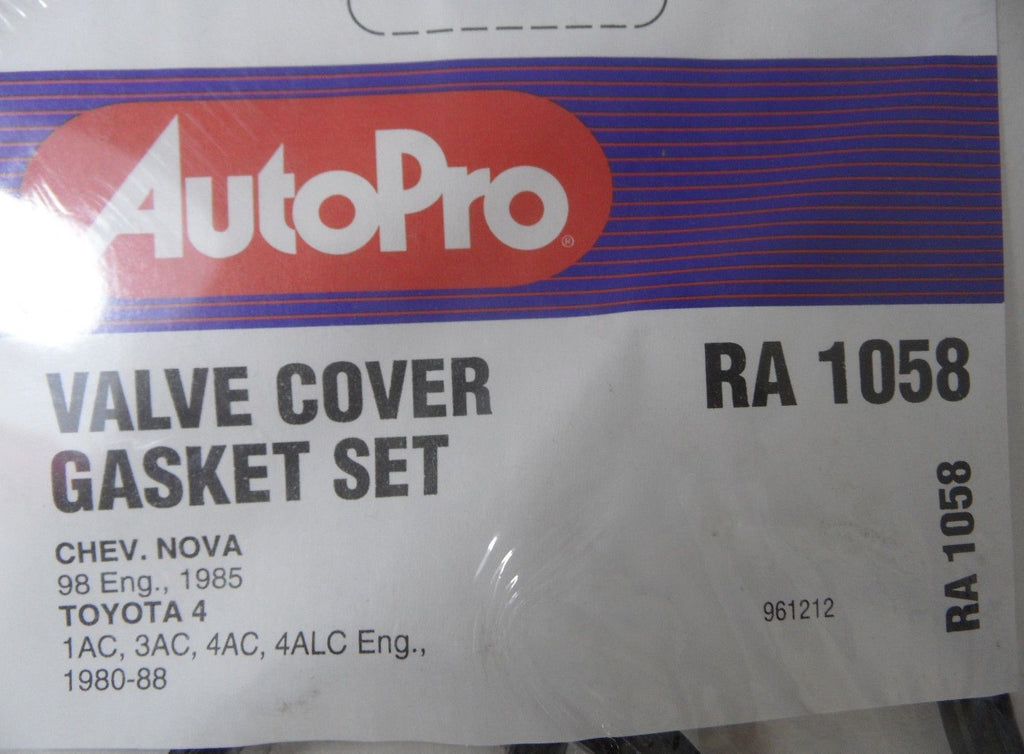 AutoPro®
VALVE COVER
GASKET SET
RA 1058
CHEV. NOVA
98 Eng., 1985
TOYOTA 4
1AC, 3AC, 4AC, 4ALC Eng.,
1980-88
961212
RA 1058